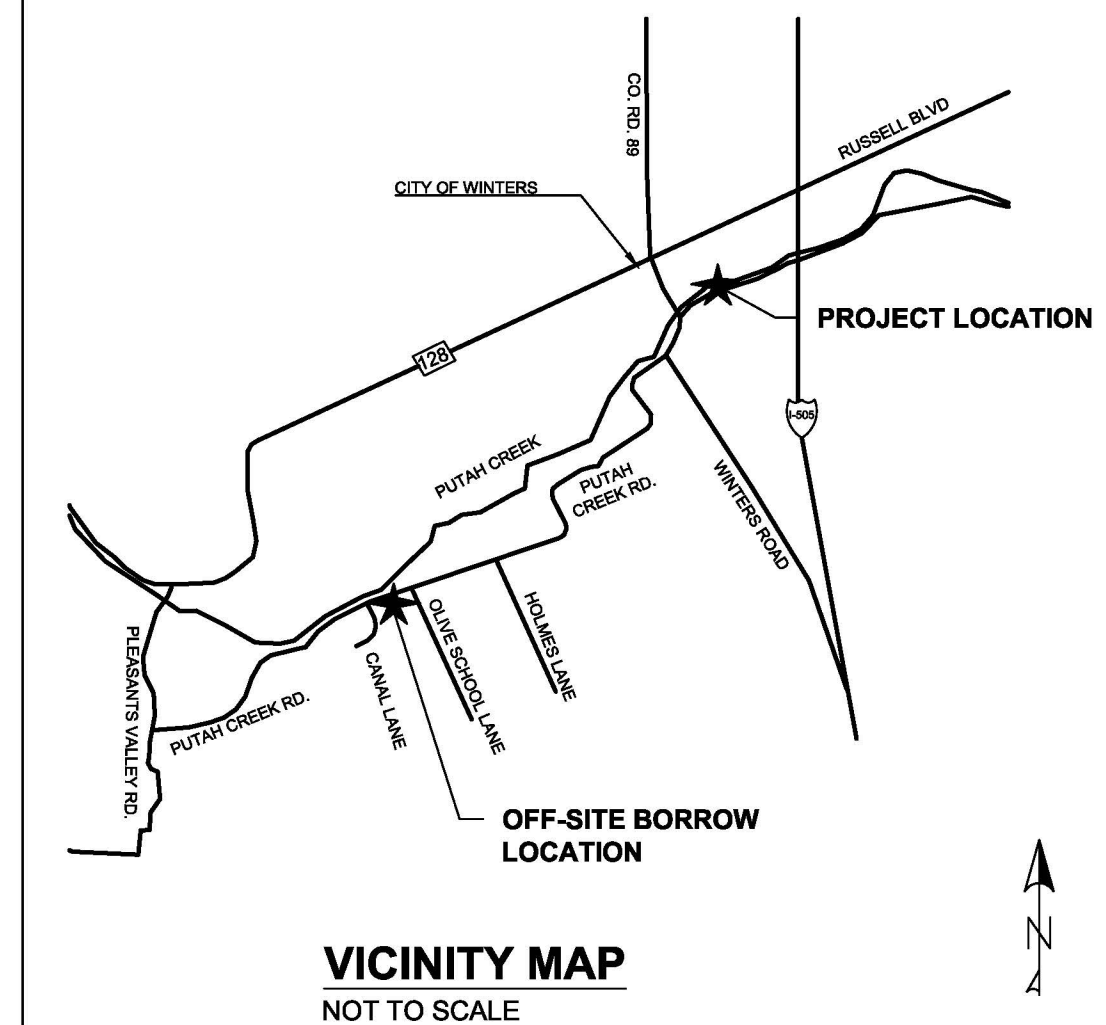 CO. RD. 89
RUSSELL BLVD
CITY OF WINTERS
PROJECT LOCATION
128
I-505
PUTAH CREEK
PUTAH
CREEK RD.
WINTERS ROAD
HOLMES LANE
OLIVE SCHOOL LANE
CANAL LANE
PLEASANTS VALLEY RD.
PUTAH CREEK RD.
OFF-SITE BORROW
LOCATION
N
VICINITY MAP
NOT TO SCALE